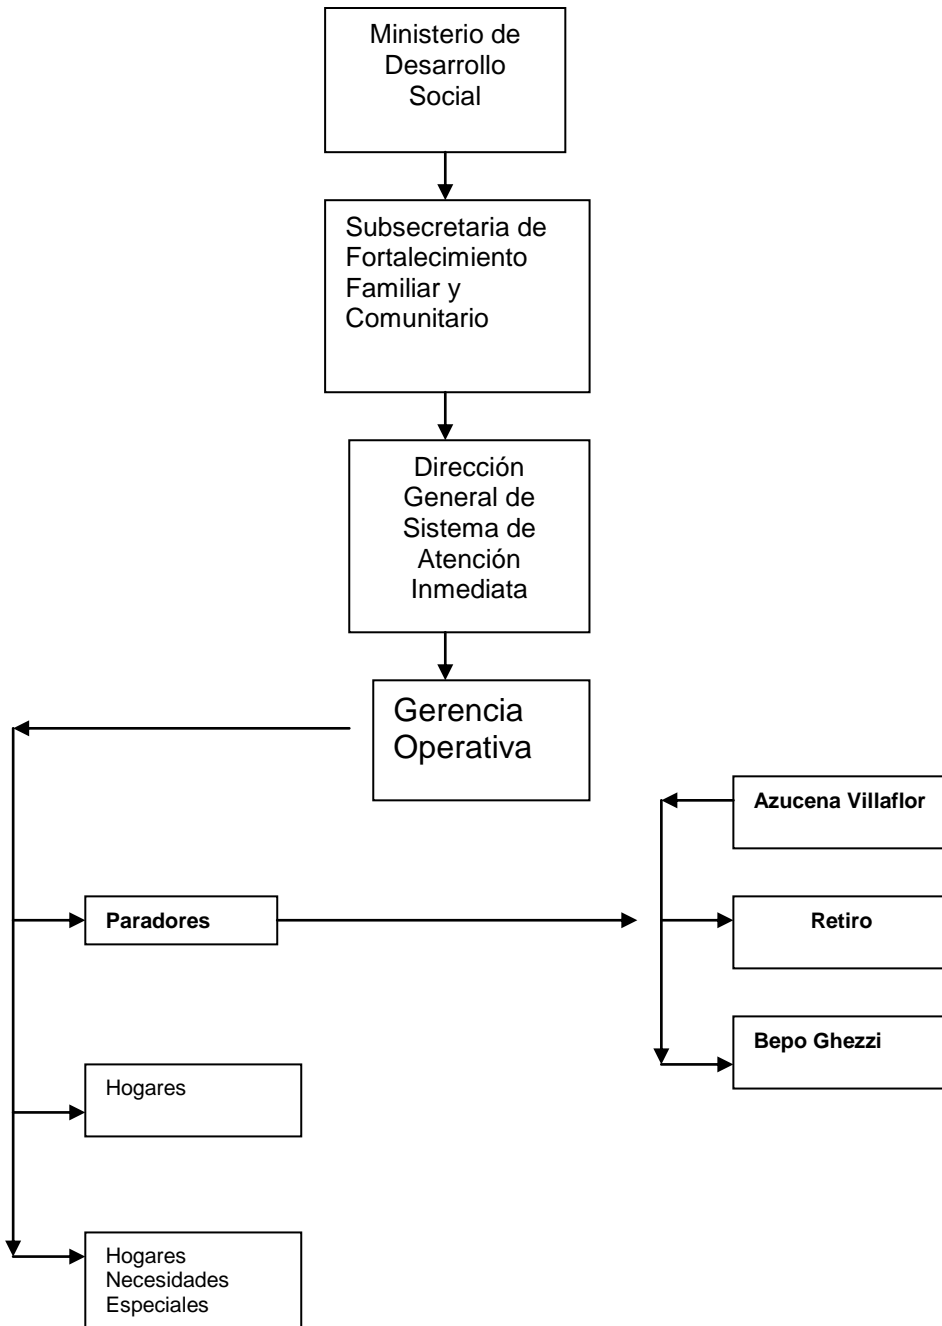 Ministerio de
Desarrollo
Social
Subsecretaria de
Fortalecimiento
Familiar y
Comunitario
Dirección
General de
Sistema de
Atención
Inmediata
Gerencia
Operativa
Azucena Villaflor
Paradores
Retiro
Bepo Ghezzi
Hogares
Hogares
Necesidades
Especiales